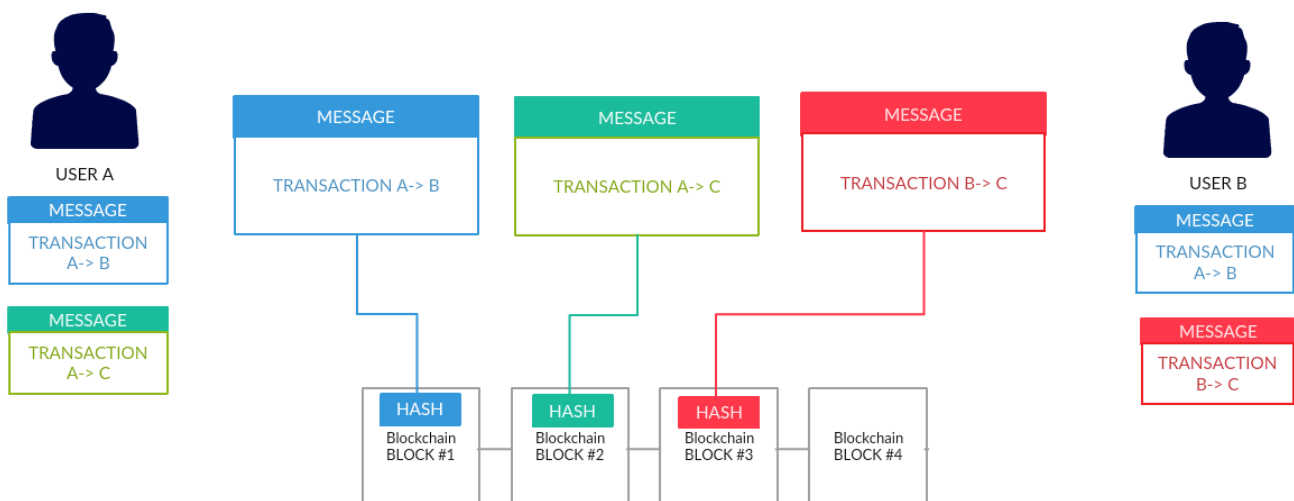 USER A
MESSAGE
TRANSACTION
A-> B
MESSAGE
TRANSACTION
A-> C
MESSAGE
TRANSACTION A-> B
MESSAGE
TRANSACTION A-> C
MESSAGE
TRANSACTION B-> C
HASH
Blockchain
BLOCK #1
HASH
Blockchain
BLOCK #2
HASH
Blockchain
BLOCK #3
Blockchain
BLOCK #4
USER B
MESSAGE
TRANSACTION
A-> B
MESSAGE
TRANSACTION
B-> C